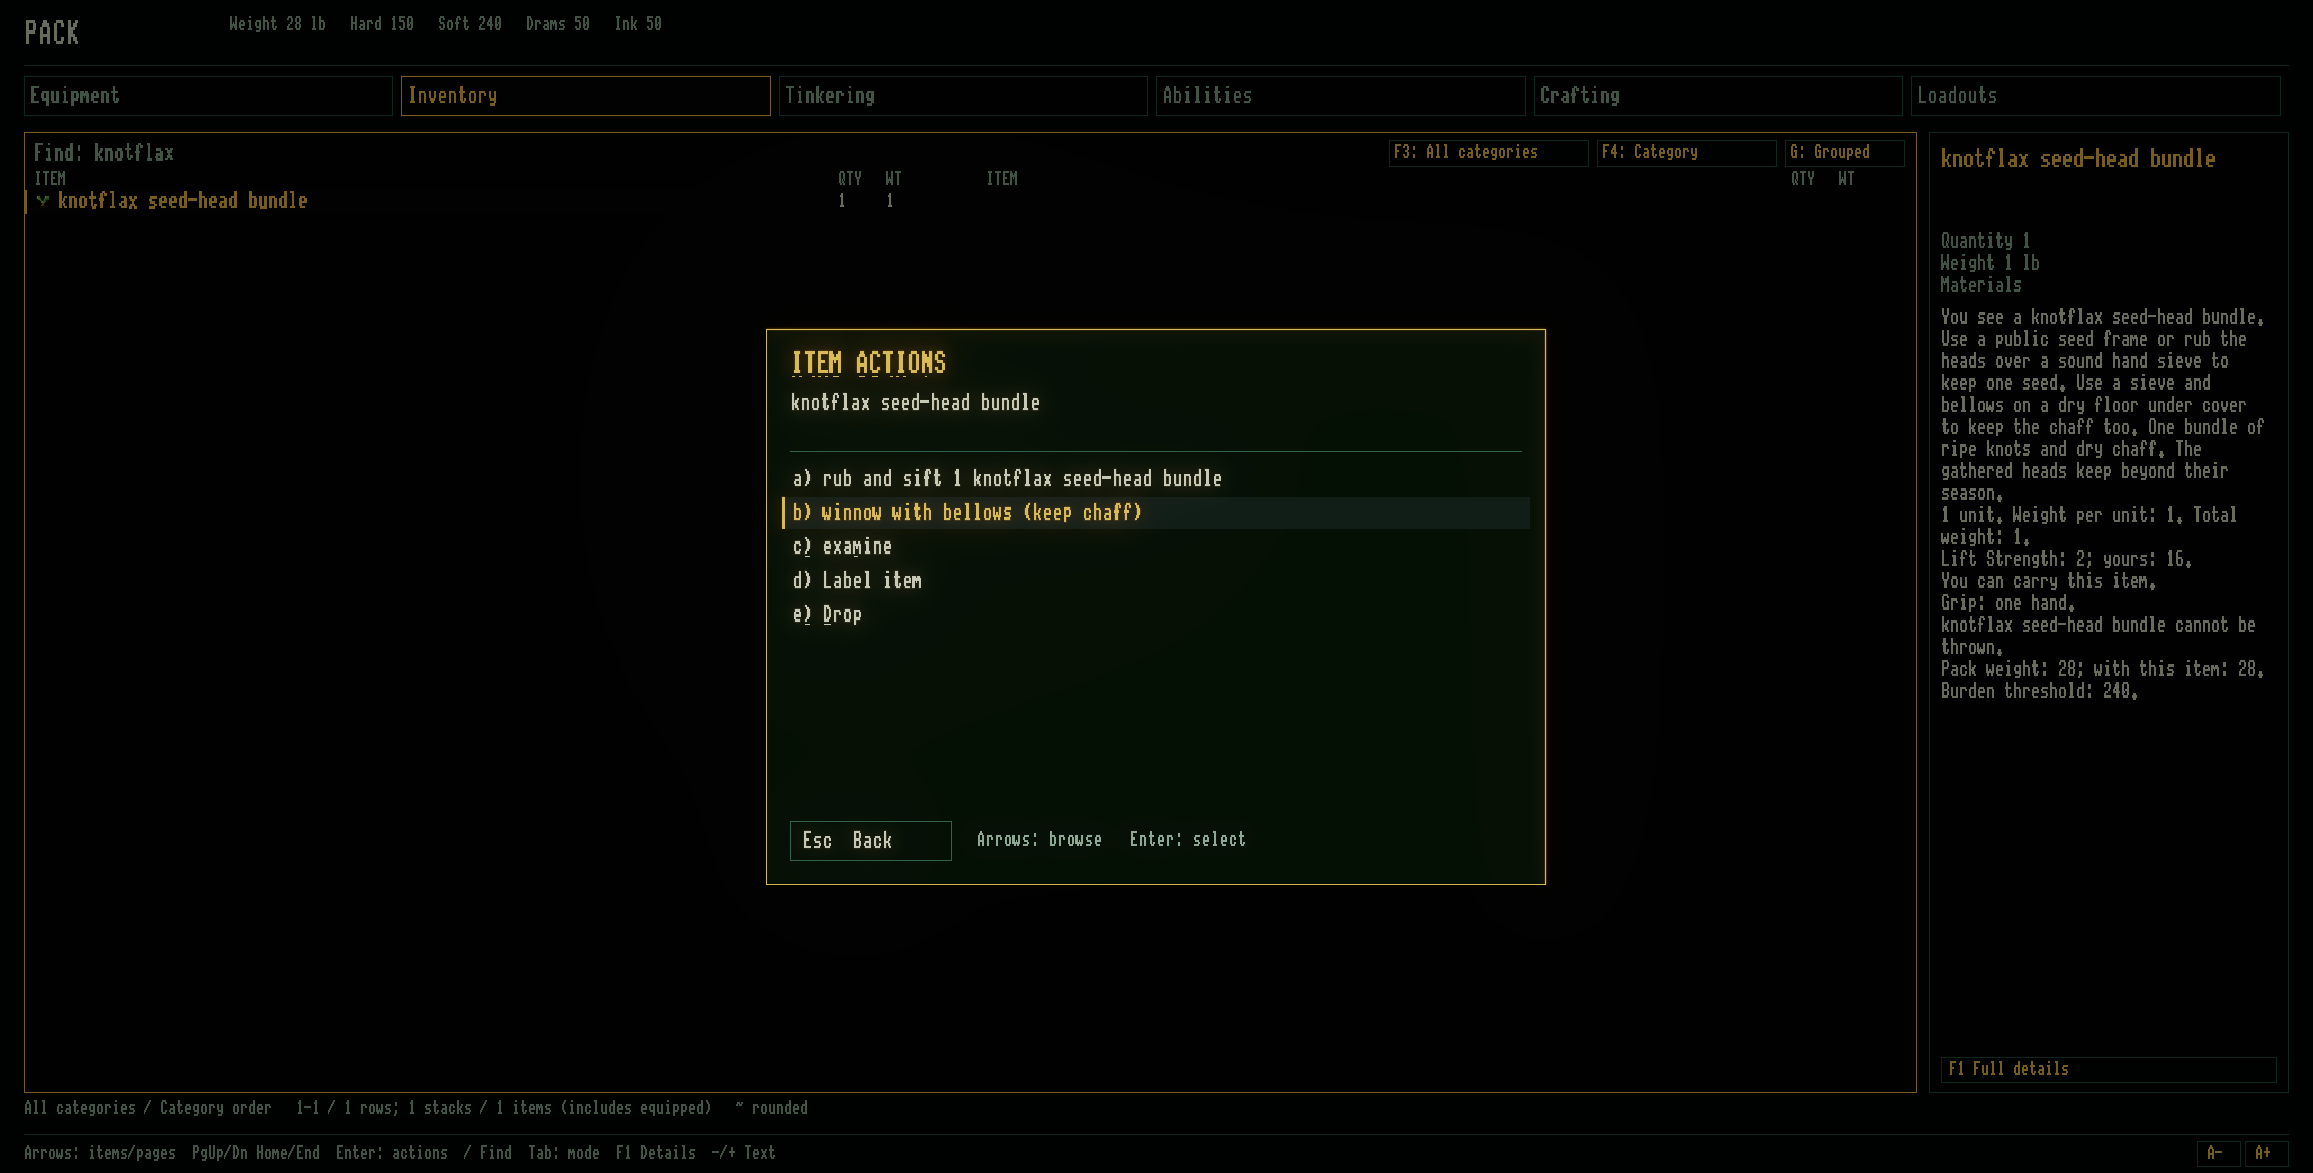 PACK
Weight 28 lb Hard 150 Soft 240 Drams 50 Ink 50
Equipment
Inventory
Tinkering
Abilities
Crafting
Loadouts
Find: knotflax
F3: All categories
F4: Category
G: Grouped
ITEM QTY WT ITEM QTY WT
knotflax seed-head bundle 1 1
ITEM ACTIONS
knotflax seed-head bundle
a) rub and sift 1 knotflax seed-head bundle
b) winnow with bellows (keep chaff)
c) examine
d) Label item
e) Drop
Esc Back
Arrows: browse Enter: select
knotflax seed-head bundle
Quantity 1
Weight 1 lb
Materials
You see a knotflax seed-head bundle.
Use a public seed frame or rub the
heads over a sound hand sieve to
keep one seed. Use a sieve and
bellows on a dry floor under cover
to keep the chaff too. One bundle of
ripe knots and dry chaff. The
gathered heads keep beyond their
season.
1 unit. Weight per unit: 1. Total
weight: 1.
Lift Strength: 2; yours: 16.
You can carry this item.
Grip: one hand.
knotflax seed-head bundle cannot be
thrown.
Pack weight: 28; with this item: 28.
Burden threshold: 240.
F1 Full details
All categories / Category order 1-1 / 1 rows; 1 stacks / 1 items (includes equipped) ~ rounded
Arrows: items/pages PgUp/Dn Home/End Enter: actions / Find Tab: mode F1 Details -/+ Text
A- A+